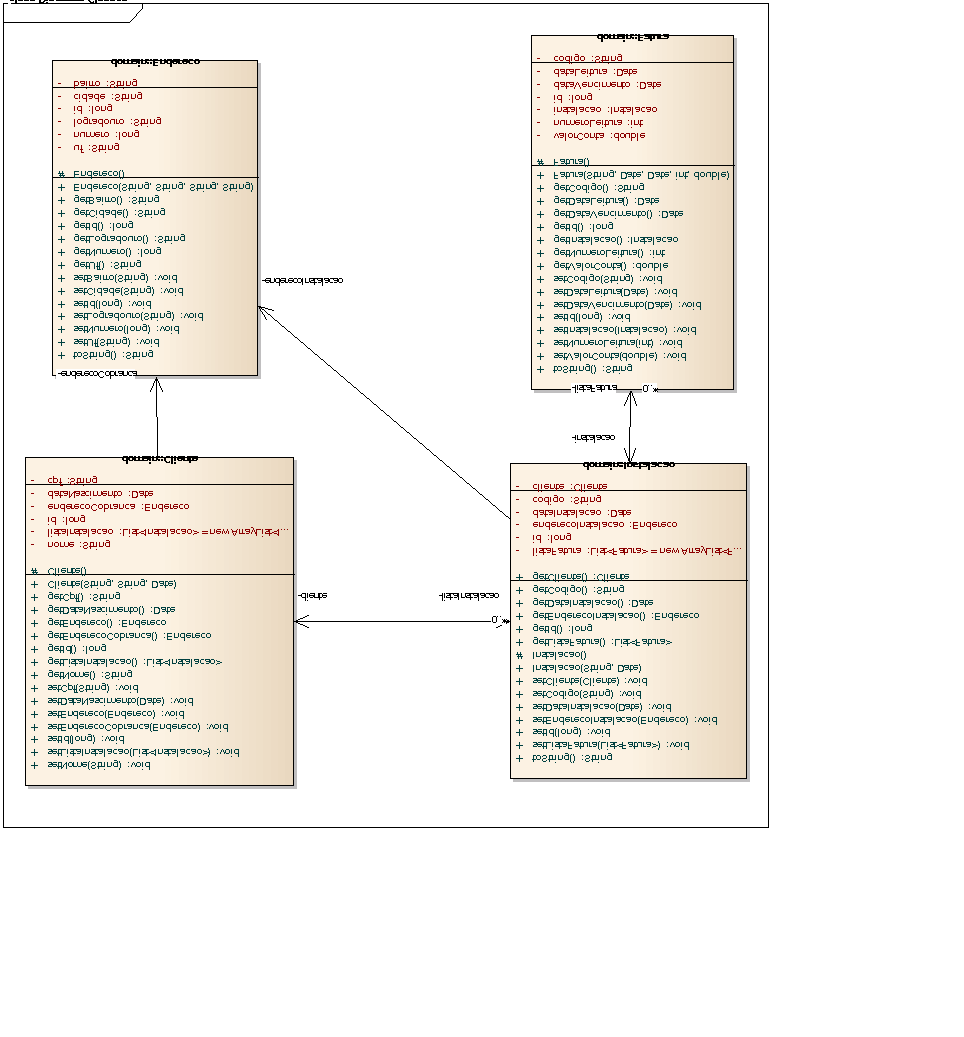 domain::Endereco
- bairro :String
- cidade :String
- id :long
- logradouro :String
- numero :long
- uf :String
# Endereco()
+ Endereco(String, String, String, String)
+ getBairro() :String
+ getCidade() :String
+ getId() :long
+ getLogradouro() :String
+ getNumero() :long
+ getUf() :String
+ setBairro(String) :void
+ setCidade(String) :void
+ setId(long) :void
+ setLogradouro(String) :void
+ setNumero(long) :void
+ setUf(String) :void
+ toString() :String
-enderecoCobranca
-enderecoInstalacao
domain::Fatura
- codigo :String
- dataLeitura :Date
- dataVencimento :Date
- id :long
- instalacao :Instalacao
- numeroLeitura :int
- valorConta :double
# Fatura()
+ Fatura(String, Date, Date, int, double)
+ getCodigo() :String
+ getDataLeitura() :Date
+ getDataVencimento() :Date
+ getId() :long
+ getInstalacao() :Instalacao
+ getNumeroLeitura() :int
+ getValorConta() :double
+ setCodigo(String) :void
+ setDataLeitura(Date) :void
+ setDataVencimento(Date) :void
+ setId(long) :void
+ setInstalacao(Instalacao) :void
+ setNumeroLeitura(int) :void
+ setValorConta(double) :void
+ toString() :String
-listaFatura 0..*
-instalacao
domain::Cliente
- cpf :String
- dataNascimento :Date
- enderecoCobranca :Endereco
- id :long
- listaInstalacao :List<Instalacao> = new ArrayList<I...
- nome :String
# Cliente()
+ Cliente(String, String, Date)
+ getCpf() :String
+ getDataNascimento() :Date
+ getEndereco() :Endereco
+ getEnderecoCobranca() :Endereco
+ getId() :long
+ getListaInstalacao() :List<Instalacao>
+ getNome() :String
+ setCpf(String) :void
+ setDataNascimento(Date) :void
+ setEndereco(Endereco) :void
+ setEnderecoCobranca(Endereco) :void
+ setId(long) :void
+ setListaInstalacao(List<Instalacao>) :void
+ setNome(String) :void
-cliente
-listaInstalacao
0..*
domain::Instalacao
- cliente :Cliente
- codigo :String
- dataInstalacao :Date
- enderecoInstalacao :Endereco
- id :long
- listaFatura :List<Fatura> = new ArrayList<F...
+ getCliente() :Cliente
+ getCodigo() :String
+ getDataInstalacao() :Date
+ getEnderecoInstalacao() :Endereco
+ getId() :long
+ getListaFatura() :List<Fatura>
# Instalacao()
+ Instalacao(String, Date)
+ setCliente(Cliente) :void
+ setCodigo(String) :void
+ setDataInstalacao(Date) :void
+ setEnderecoInstalacao(Endereco) :void
+ setId(long) :void
+ setListaFatura(List<Fatura>) :void
+ toString() :String